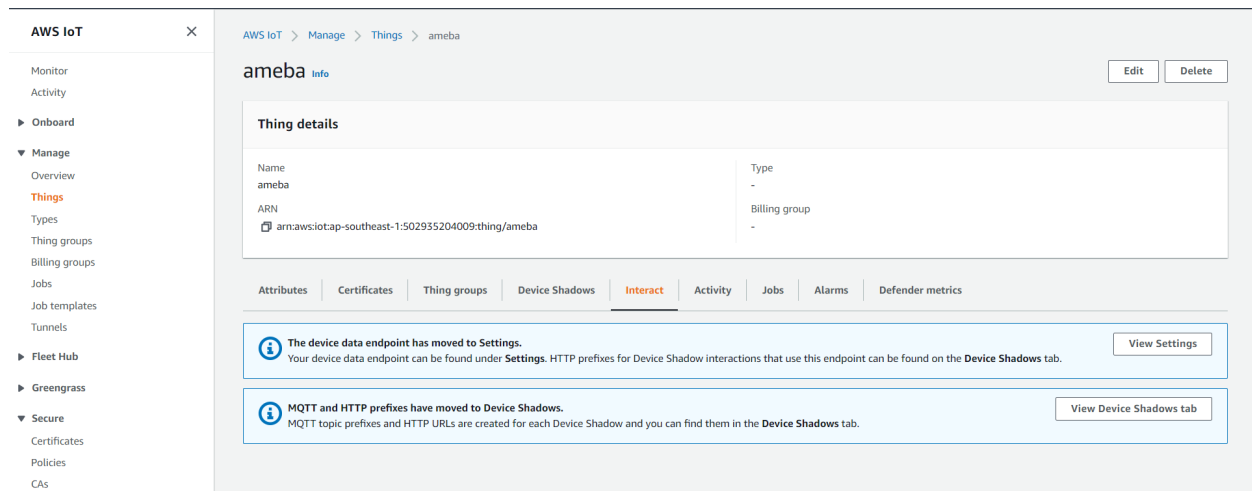 AWS IoT
Monitor
Activity
Onboard
Manage
Overview
Things
Types
Thing groups
Billing groups
Jobs
Job templates
Tunnels
Fleet Hub
Greengrass
Secure
Certificates
Policies
CAs
AWS IoT > Manage > Things > ameba
ameba Info
Edit Delete
Thing details
Name
ameba
ARN
arn:aws:iot:ap-southeast-1:502935204009:thing/ameba
Type
-
Billing group
-
Attributes Certificates Thing groups Device Shadows Interact Activity Jobs Alarms Defender metrics
The device data endpoint has moved to Settings.
Your device data endpoint can be found under Settings. HTTP prefixes for Device Shadow interactions that use this endpoint can be found on the Device Shadows tab.
View Settings
MQTT and HTTP prefixes have moved to Device Shadows.
MQTT topic prefixes and HTTP URLs are created for each Device Shadow and you can find them in the Device Shadows tab.
View Device Shadows tab